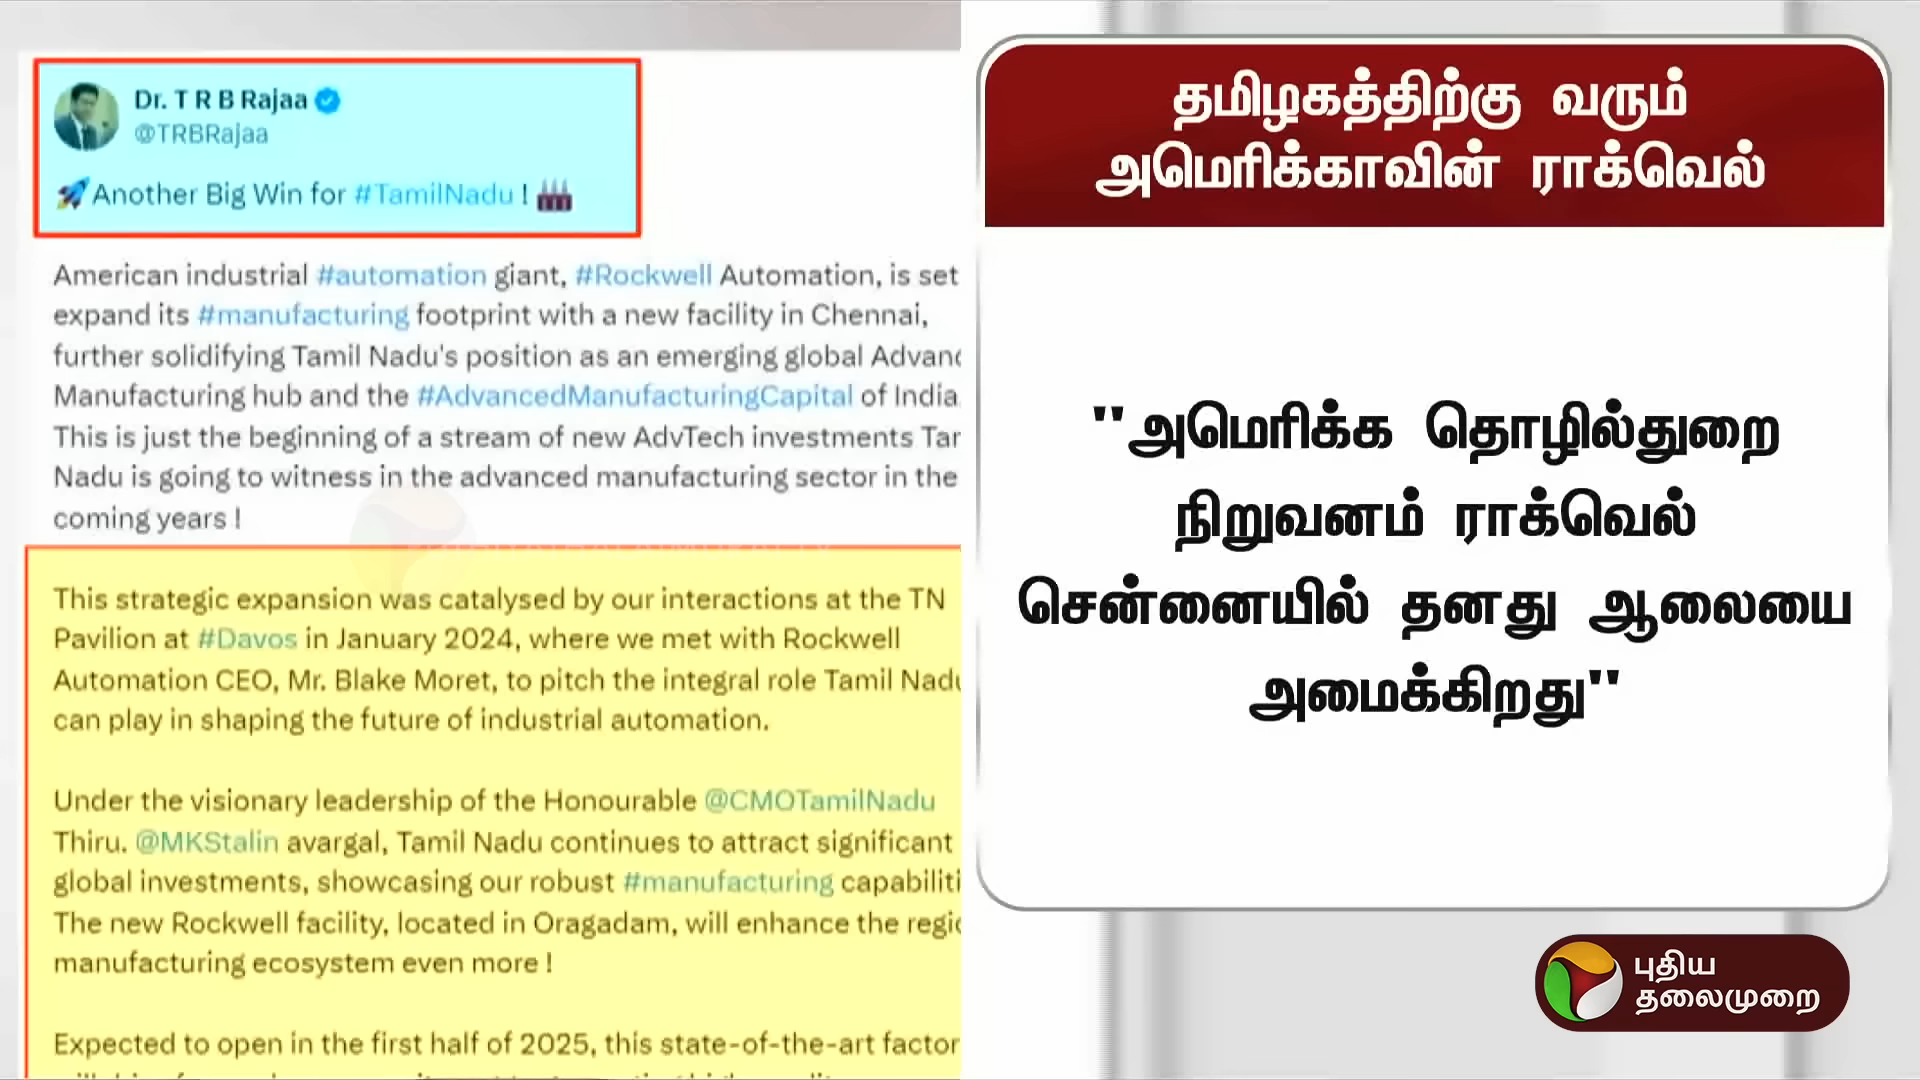 Dr. T R B Rajaa
@TRBRajaa
🚀Another Big Win for #TamilNadu ! 🏭
American industrial #automation giant, #Rockwell Automation, is set
expand its #manufacturing footprint with a new facility in Chennai,
further solidifying Tamil Nadu's position as an emerging global
Manufacturing hub and the #AdvancedManufacturingCapital of India.
This is just the beginning of a stream of new AdvTech investments
Nadu is going to witness in the advanced manufacturing sector in the
coming years !
This strategic expansion was catalysed by our interactions at the TN
Pavilion at #Davos in January 2024, where we met with Rockwell
Automation CEO, Mr. Blake Moret, to pitch the integral role Tamil Nadu
can play in shaping the future of industrial automation.
Under the visionary leadership of the Honourable @CMOTamilNadu
Thiru. @MKStalin avargal, Tamil Nadu continues to attract significant
global investments, showcasing our robust #manufacturing
The new Rockwell facility, located in Oragadam, will enhance the
manufacturing ecosystem even more !
Expected to open in the first half of 2025, this state-of-the-art
தமிழகத்திற்கு வரும்
அமெரிக்காவின் ராக்வெல்
"அமெரிக்க தொழில்துறை
நிறுவனம் ராக்வெல்
சென்னையில் தனது ஆலையை
அமைக்கிறது"
புதிய
தலைமுறை